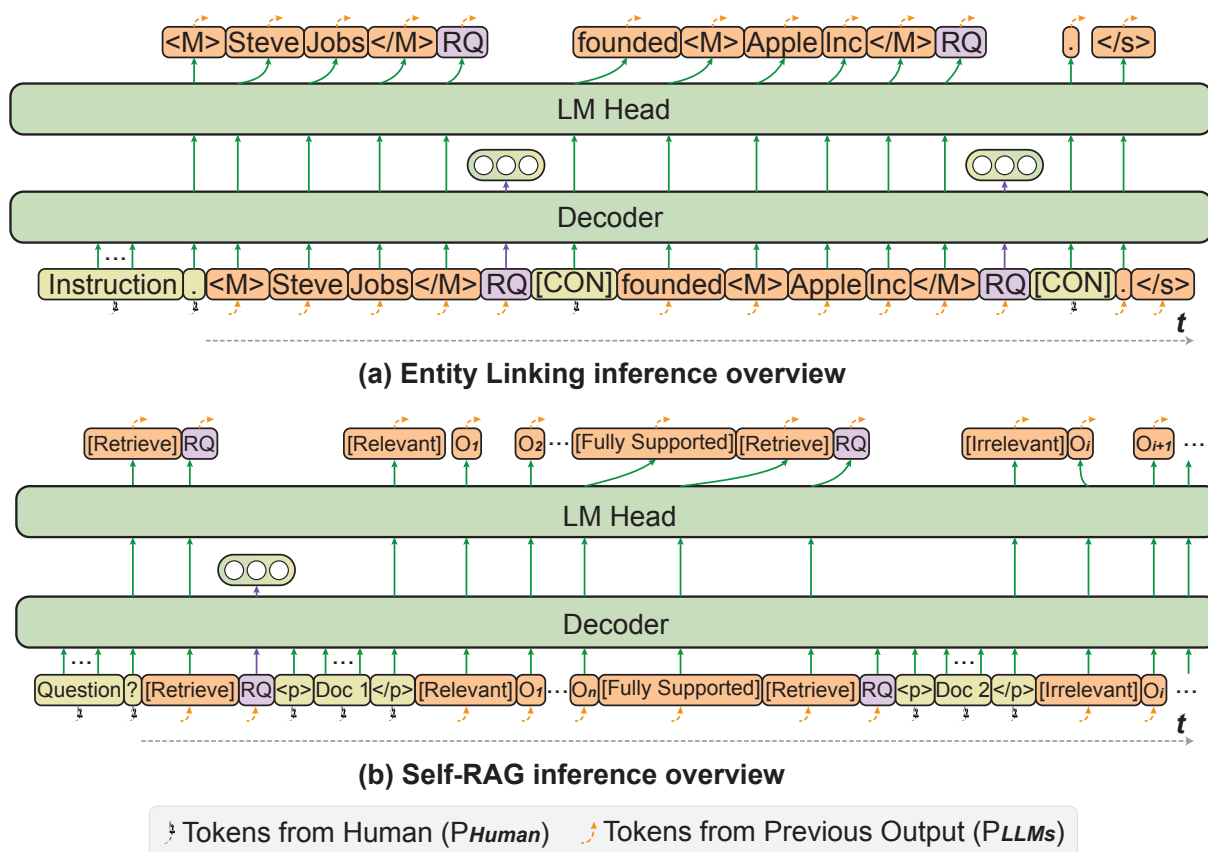 <M> Steve Jobs </M> RQ founded <M> Apple Inc </M> RQ . </s>
LM Head
Decoder
...
Instruction . <M> Steve Jobs </M> RQ [CON] founded <M> Apple Inc </M> RQ [CON] . </s>
t
(a) Entity Linking inference overview
[Retrieve] RQ [Relevant] O1 O2 ... [Fully Supported] [Retrieve] RQ [Irrelevant] Oi Oi+1 ...
LM Head
Decoder
... ... ...
Question ? [Retrieve] RQ <p> Doc 1 </p> [Relevant] O1 ... On [Fully Supported] [Retrieve] RQ <p> Doc 2 </p> [Irrelevant] Oi ...
t
(b) Self-RAG inference overview
Tokens from Human (PHuman) Tokens from Previous Output (PLLMs)